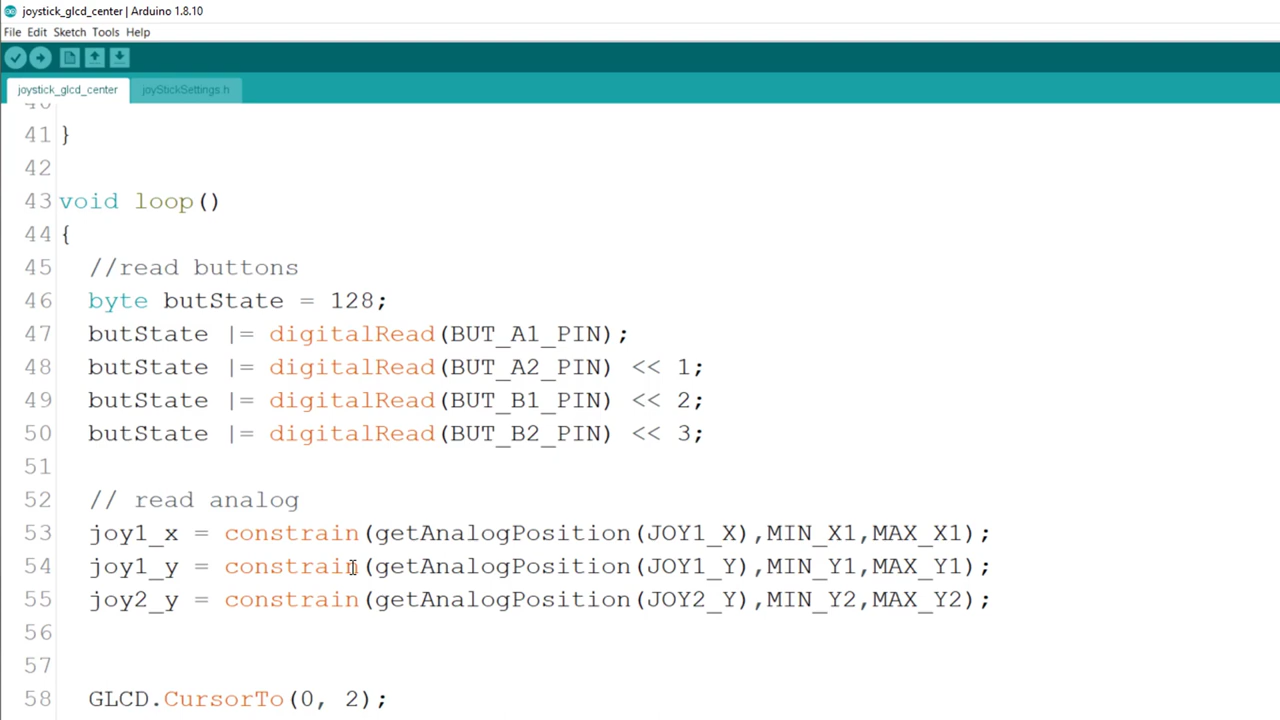 joystick_glcd_center | Arduino 1.8.10
File Edit Sketch Tools Help
joystick_glcd_center joyStickSettings.h
40
41 }
42
43 void loop()
44 {
45 //read buttons
46 byte butState = 128;
47 butState |= digitalRead(BUT_A1_PIN);
48 butState |= digitalRead(BUT_A2_PIN) << 1;
49 butState |= digitalRead(BUT_B1_PIN) << 2;
50 butState |= digitalRead(BUT_B2_PIN) << 3;
51
52 // read analog
53 joy1_x = constrain(getAnalogPosition(JOY1_X),MIN_X1,MAX_X1);
54 joy1_y = constrain(getAnalogPosition(JOY1_Y),MIN_Y1,MAX_Y1);
55 joy2_y = constrain(getAnalogPosition(JOY2_Y),MIN_Y2,MAX_Y2);
56
57
58 GLCD.CursorTo(0, 2);